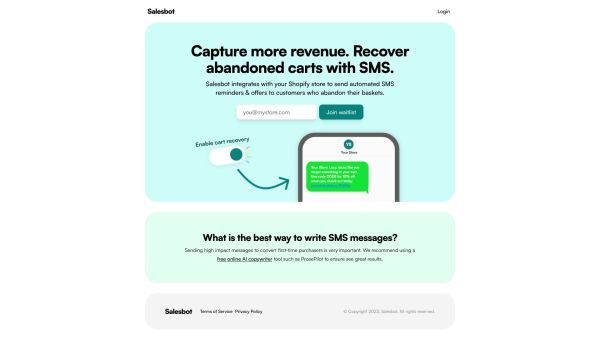 Salesbot
Login
Capture more revenue. Recover
abandoned carts with SMS.
Salesbot integrates with your Shopify store to send automated SMS
reminders & offers to customers who abandon their baskets.
you@mystore.com
Join waitlist
Enable cart recovery
YS
Your Store
What is the best way to write SMS messages?
Sending high impact messages to convert first-time purchasers is very important. We recommend using a
free online AI copywriter tool such as ProsePilot to ensure see great results.
Salesbot
Terms of Service Privacy Policy
© Copyright 2023, Salesbot. All rights reserved.